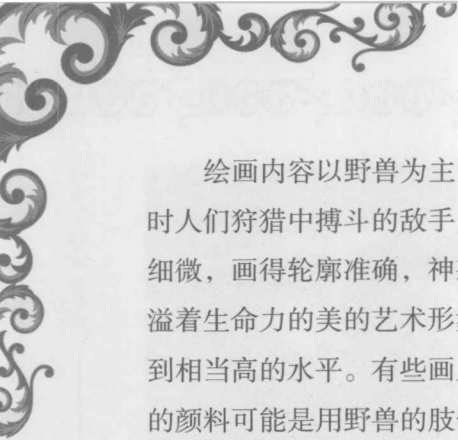 绘画内容以野兽为主
时人们狩猎中搏斗的敌手
细微，画得轮廓准确，神
溢着生命力的美的艺术形
到相当高的水平。有些画
的颜料可能是用野兽的肢